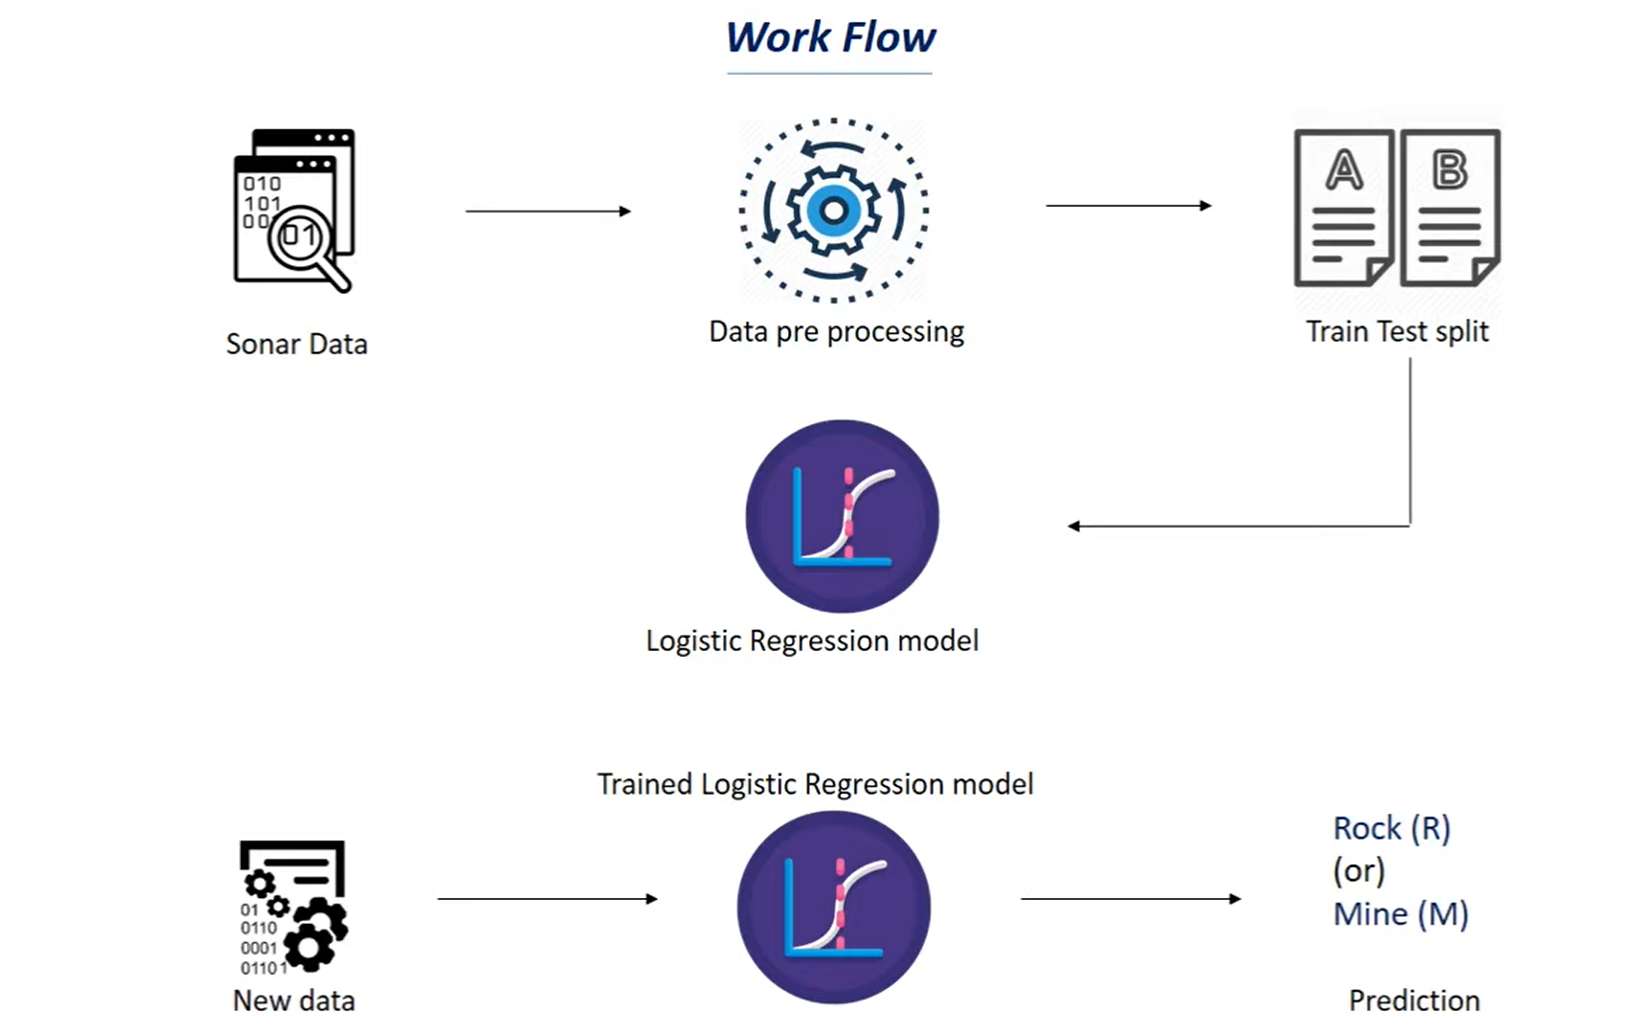 Work Flow
010
101
00
01
A
B
Sonar Data
Data pre processing
Train Test split
Logistic Regression model
Trained Logistic Regression model
01
0110
0001
01101
New data
Rock (R)
(or)
Mine (M)
Prediction